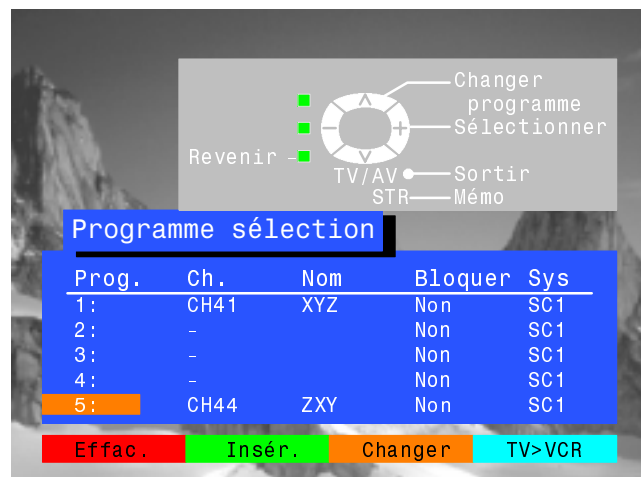 Changer
programme
Sélectionner
Revenir
TV/AV Sortir
STR Mémo
Programme sélection
Prog. Ch. Nom Bloquer Sys
1: CH41 XYZ Non SC1
2: - Non SC1
3: - Non SC1
4: - Non SC1
5: CH44 ZXY Non SC1
Effac. Insér. Changer TV>VCR